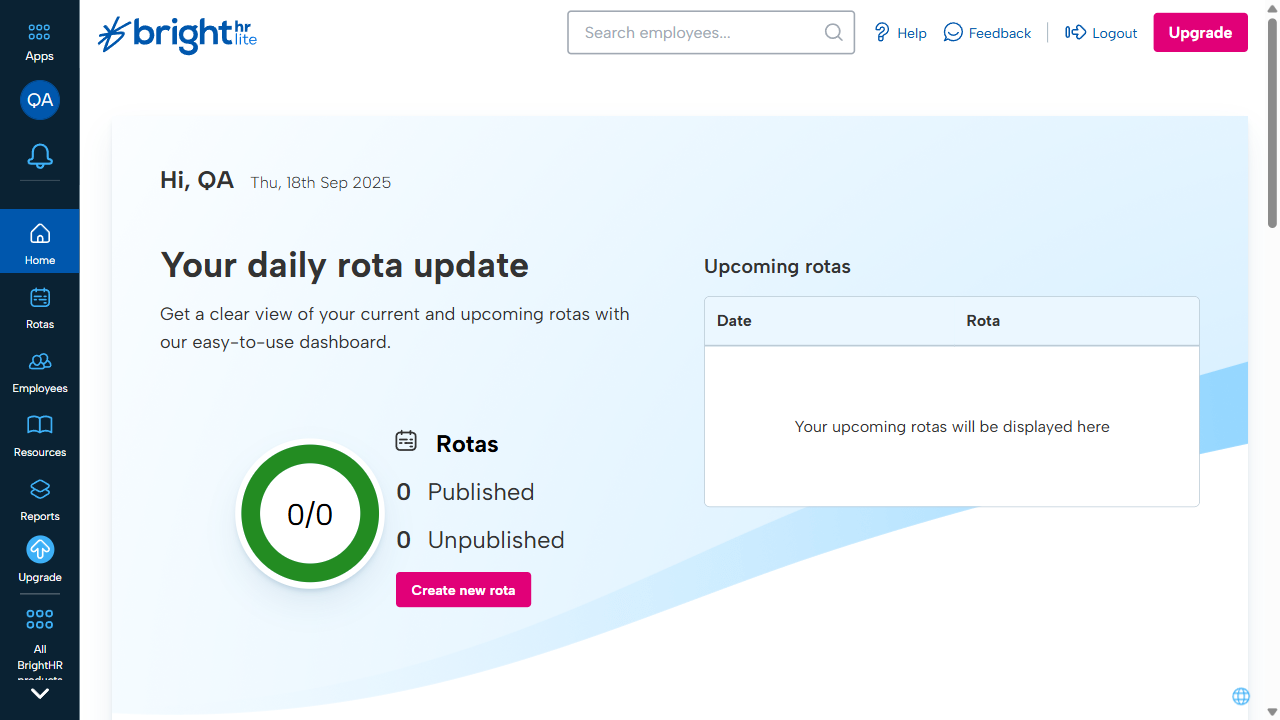 Apps
QA
Home
Rotas
Employees
Resources
Reports
Upgrade
All
BrightHR
products
bright hr lite
Search employees...
Help
Feedback
Logout
Upgrade
Hi, QA Thu, 18th Sep 2025
Your daily rota update
Get a clear view of your current and upcoming rotas with
our easy-to-use dashboard.
0/0
Rotas
0 Published
0 Unpublished
Create new rota
Upcoming rotas
Date Rota
Your upcoming rotas will be displayed here